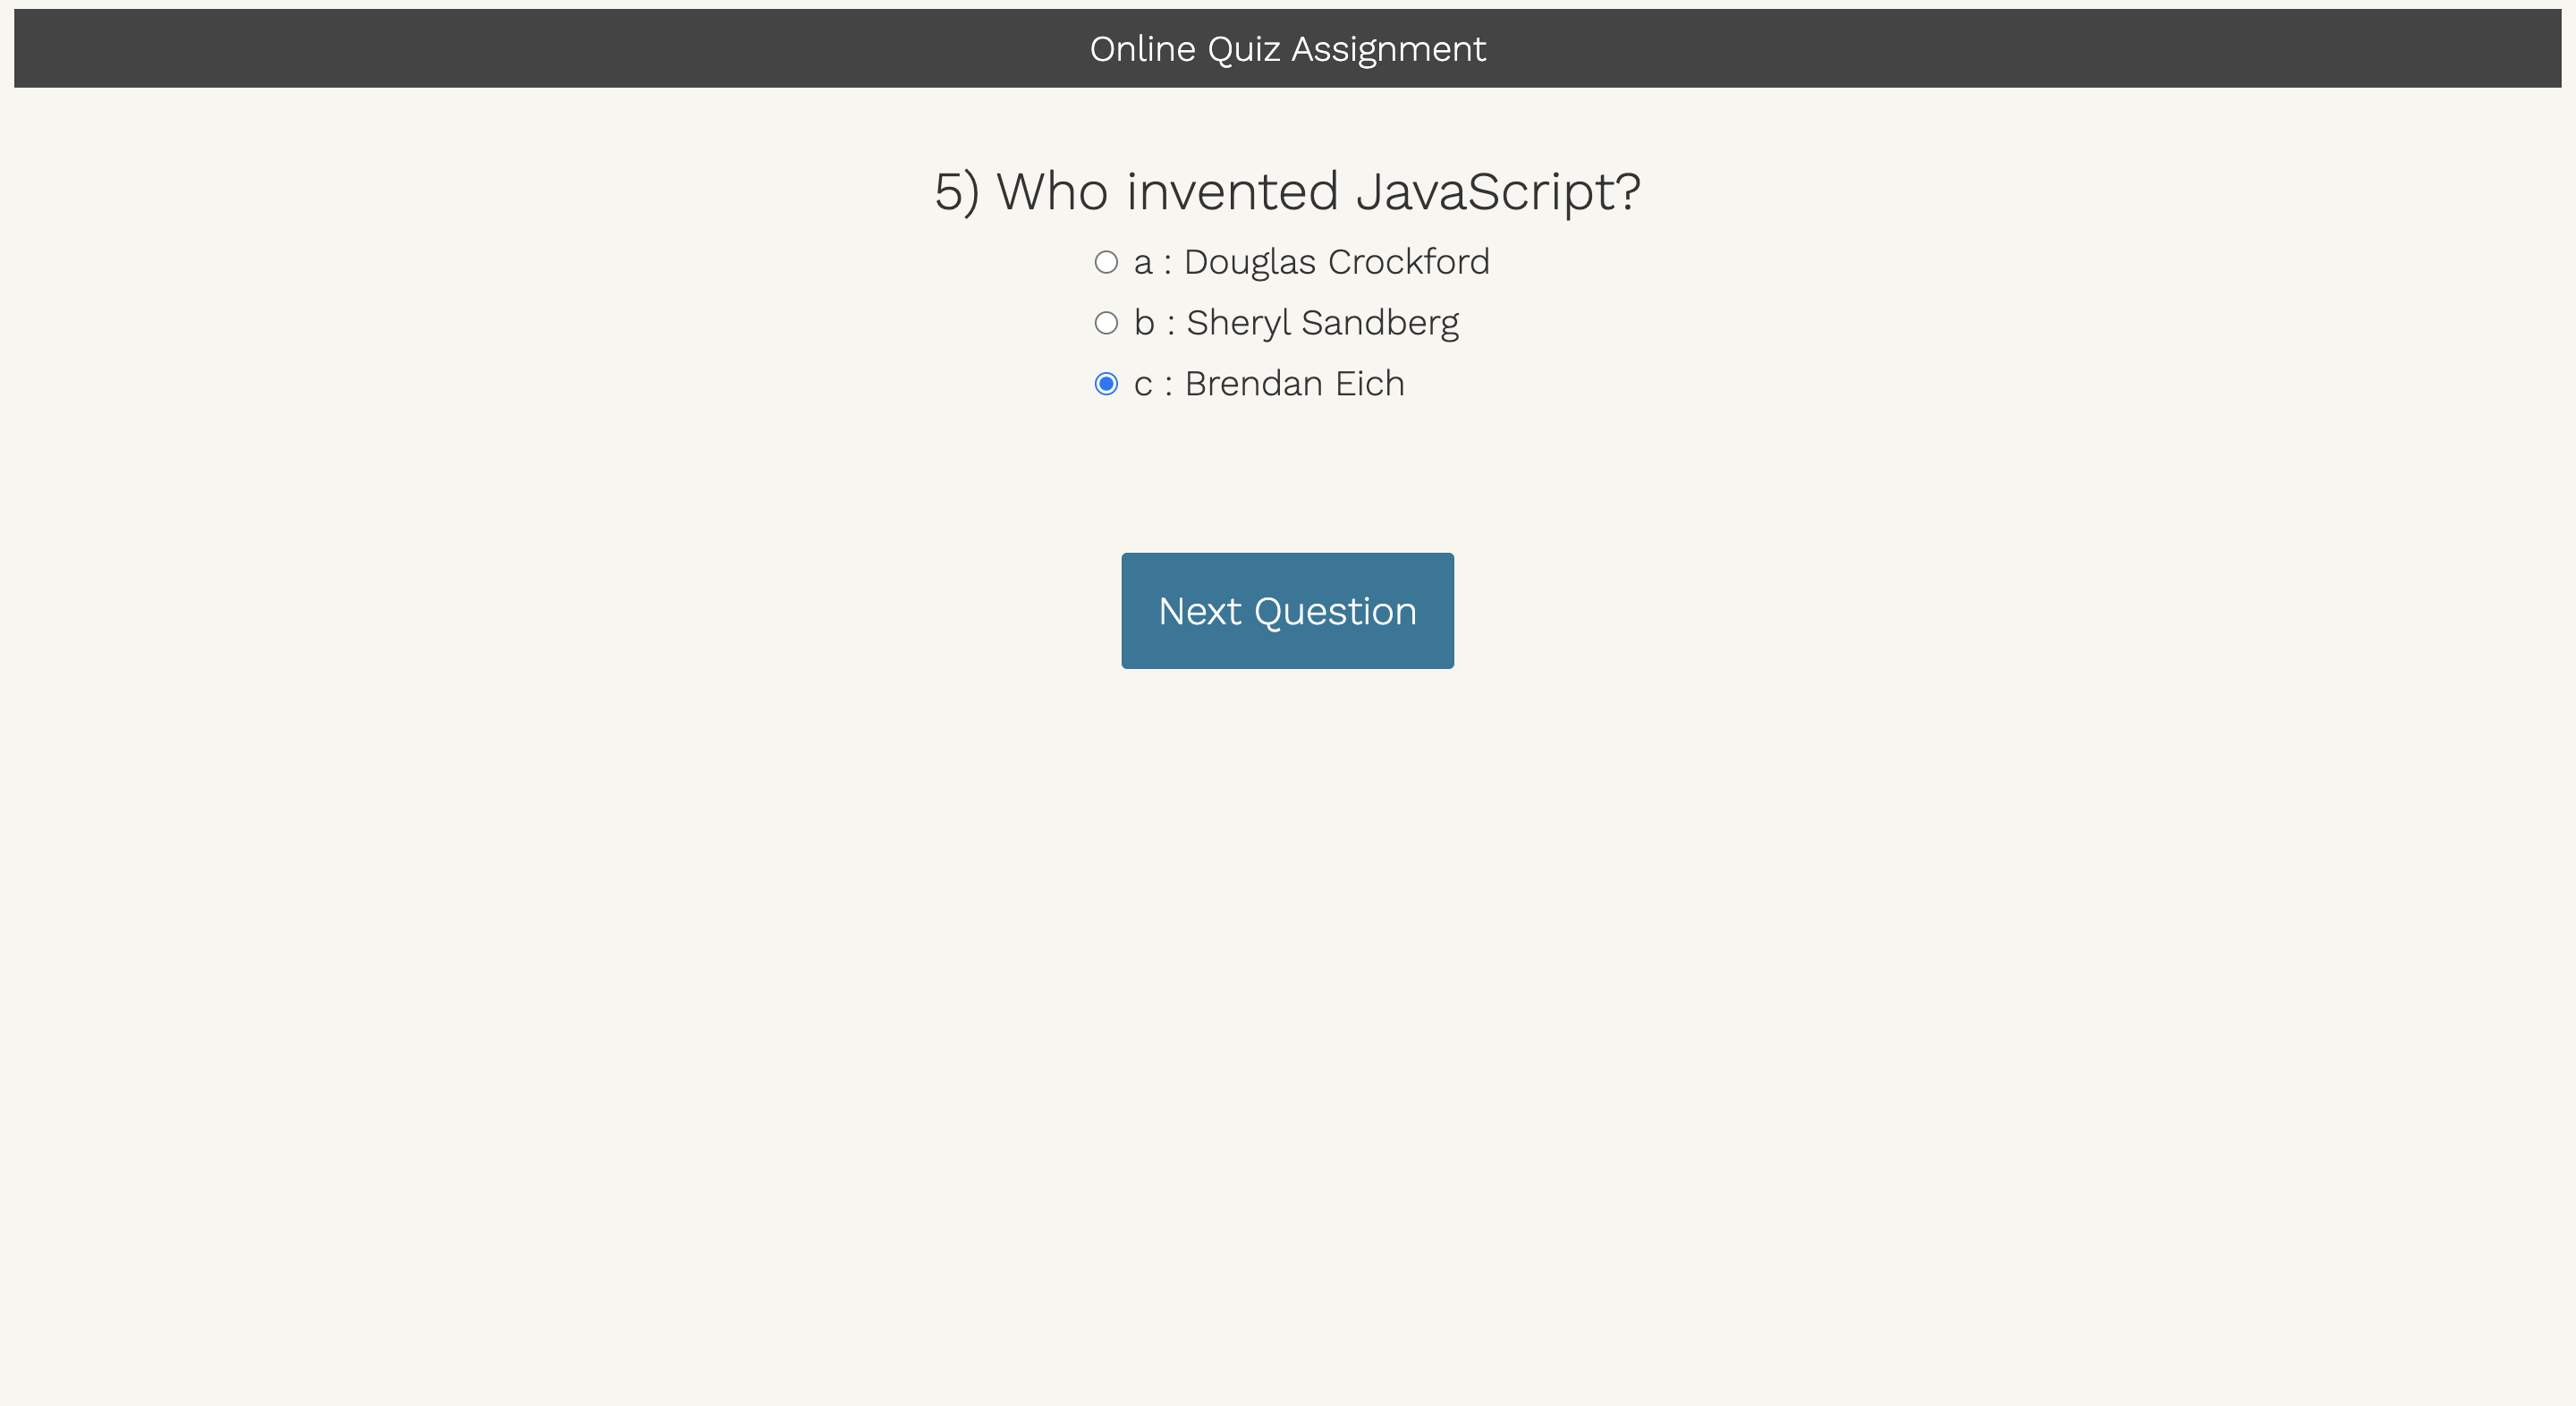 Online Quiz Assignment
5) Who invented JavaScript?
a : Douglas Crockford
b : Sheryl Sandberg
c : Brendan Eich
Next Question